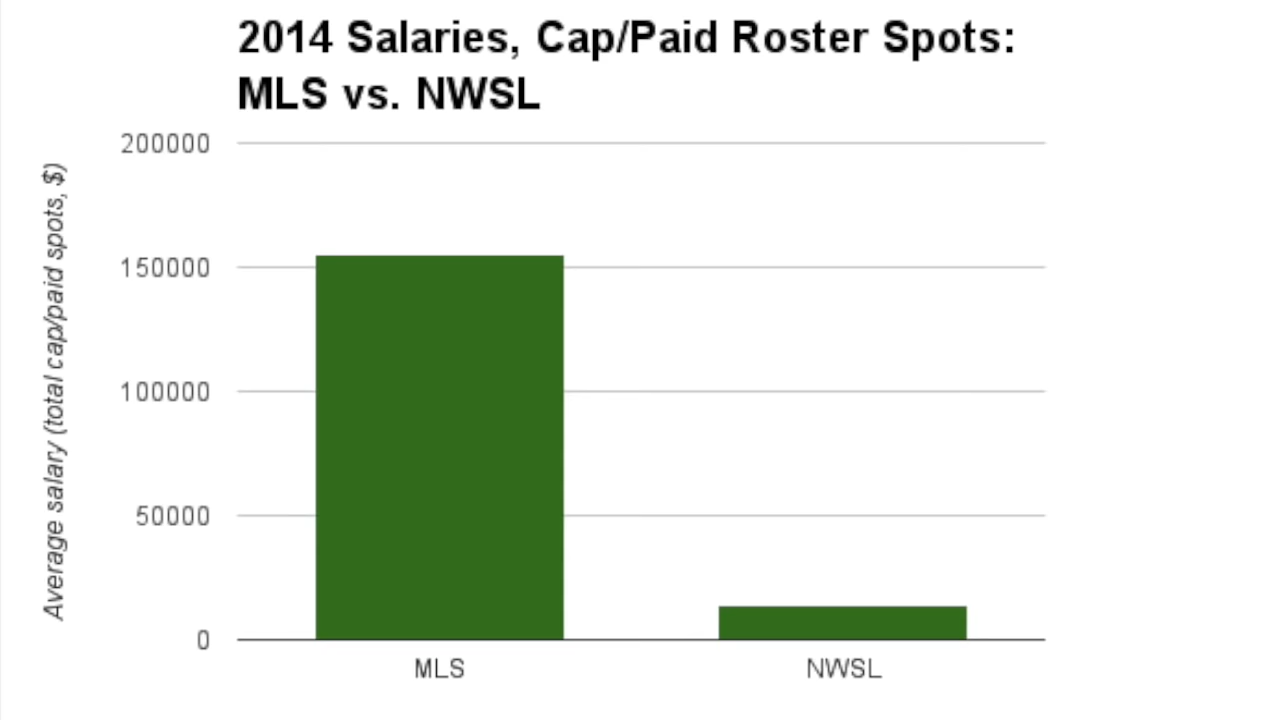 2014 Salaries, Cap/Paid Roster Spots:
MLS vs. NWSL
Average salary (total cap/paid spots, $)
200000
150000
100000
50000
0
MLS
NWSL